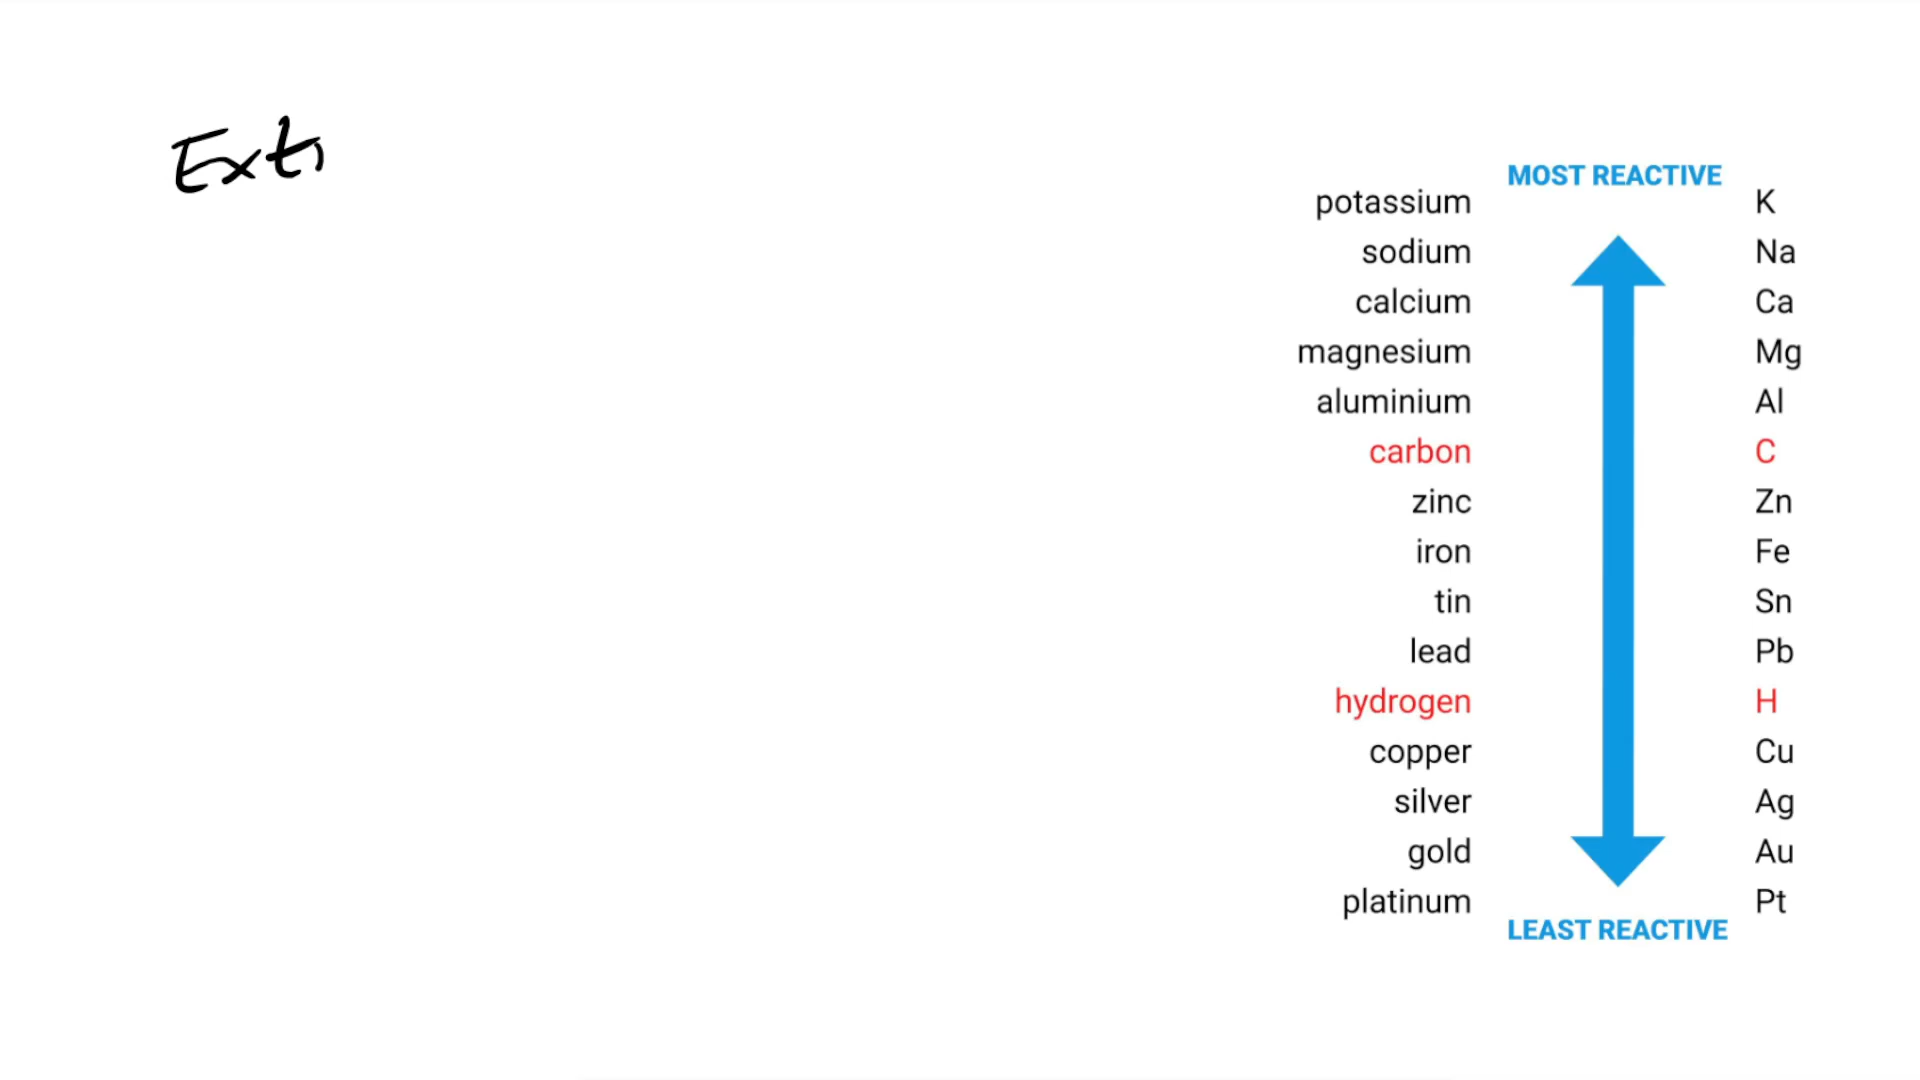 Extr
MOST REACTIVE
potassium K
sodium Na
calcium Ca
magnesium Mg
aluminium Al
carbon C
zinc Zn
iron Fe
tin Sn
lead Pb
hydrogen H
copper Cu
silver Ag
gold Au
platinum Pt
LEAST REACTIVE